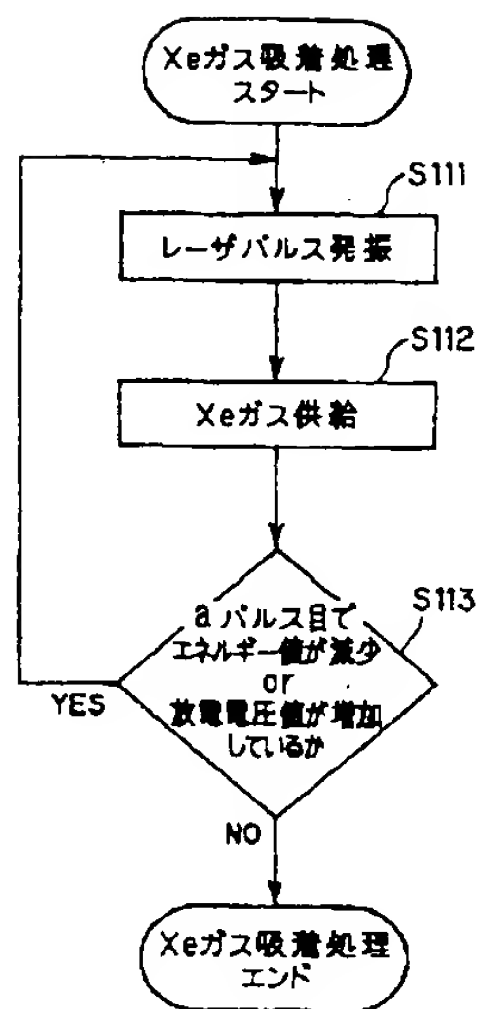 Xeガス吸着処理
スタート
S111
レーザパルス発振
S112
Xeガス供給
S113
aパルス目で
エネルギー値が減少
or
放電電圧値が増加
しているか
YES
NO
Xeガス吸着処理
エンド